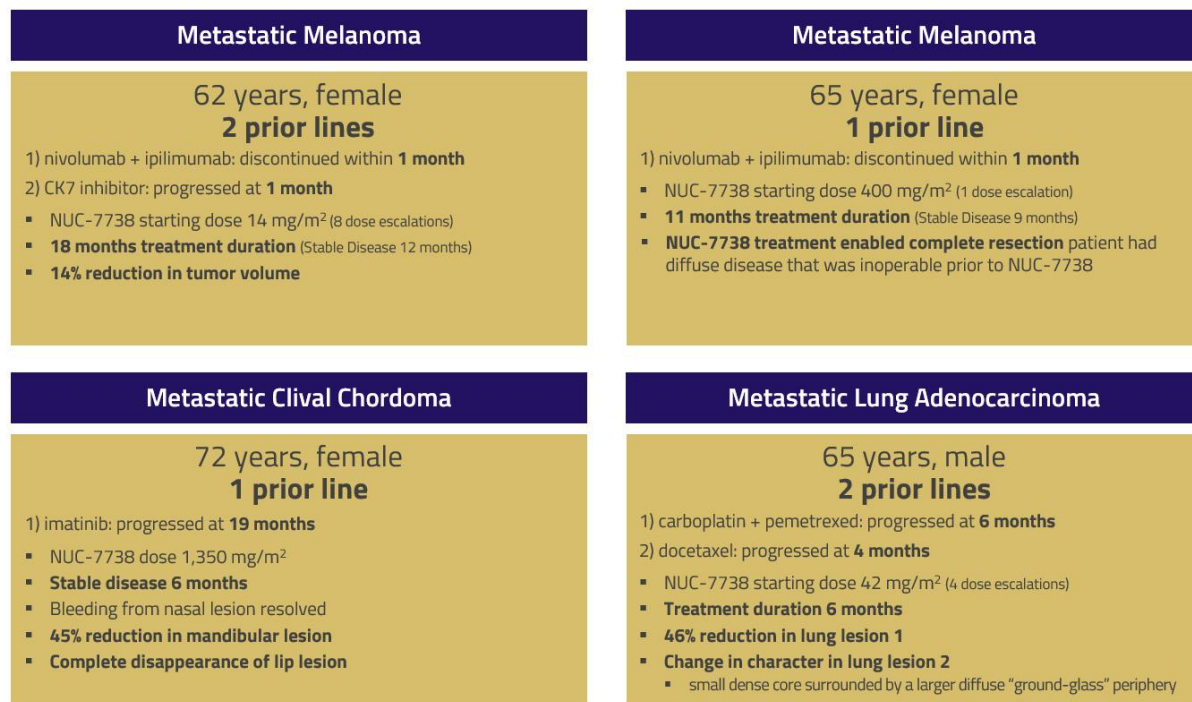 Metastatic Melanoma
62 years, female
2 prior lines
1) nivolumab + ipilimumab: discontinued within 1 month
2) CK7 inhibitor: progressed at 1 month
▪ NUC-7738 starting dose 14 mg/m² (8 dose escalations)
▪ 18 months treatment duration (Stable Disease 12 months)
▪ 14% reduction in tumor volume
Metastatic Melanoma
65 years, female
1 prior line
1) nivolumab + ipilimumab: discontinued within 1 month
▪ NUC-7738 starting dose 400 mg/m² (1 dose escalation)
▪ 11 months treatment duration (Stable Disease 9 months)
▪ NUC-7738 treatment enabled complete resection patient had
diffuse disease that was inoperable prior to NUC-7738
Metastatic Clival Chordoma
72 years, female
1 prior line
1) imatinib: progressed at 19 months
▪ NUC-7738 dose 1,350 mg/m²
▪ Stable disease 6 months
▪ Bleeding from nasal lesion resolved
▪ 45% reduction in mandibular lesion
▪ Complete disappearance of lip lesion
Metastatic Lung Adenocarcinoma
65 years, male
2 prior lines
1) carboplatin + pemetrexed: progressed at 6 months
2) docetaxel: progressed at 4 months
▪ NUC-7738 starting dose 42 mg/m² (4 dose escalations)
▪ Treatment duration 6 months
▪ 46% reduction in lung lesion 1
▪ Change in character in lung lesion 2
▪ small dense core surrounded by a larger diffuse “ground-glass” periphery